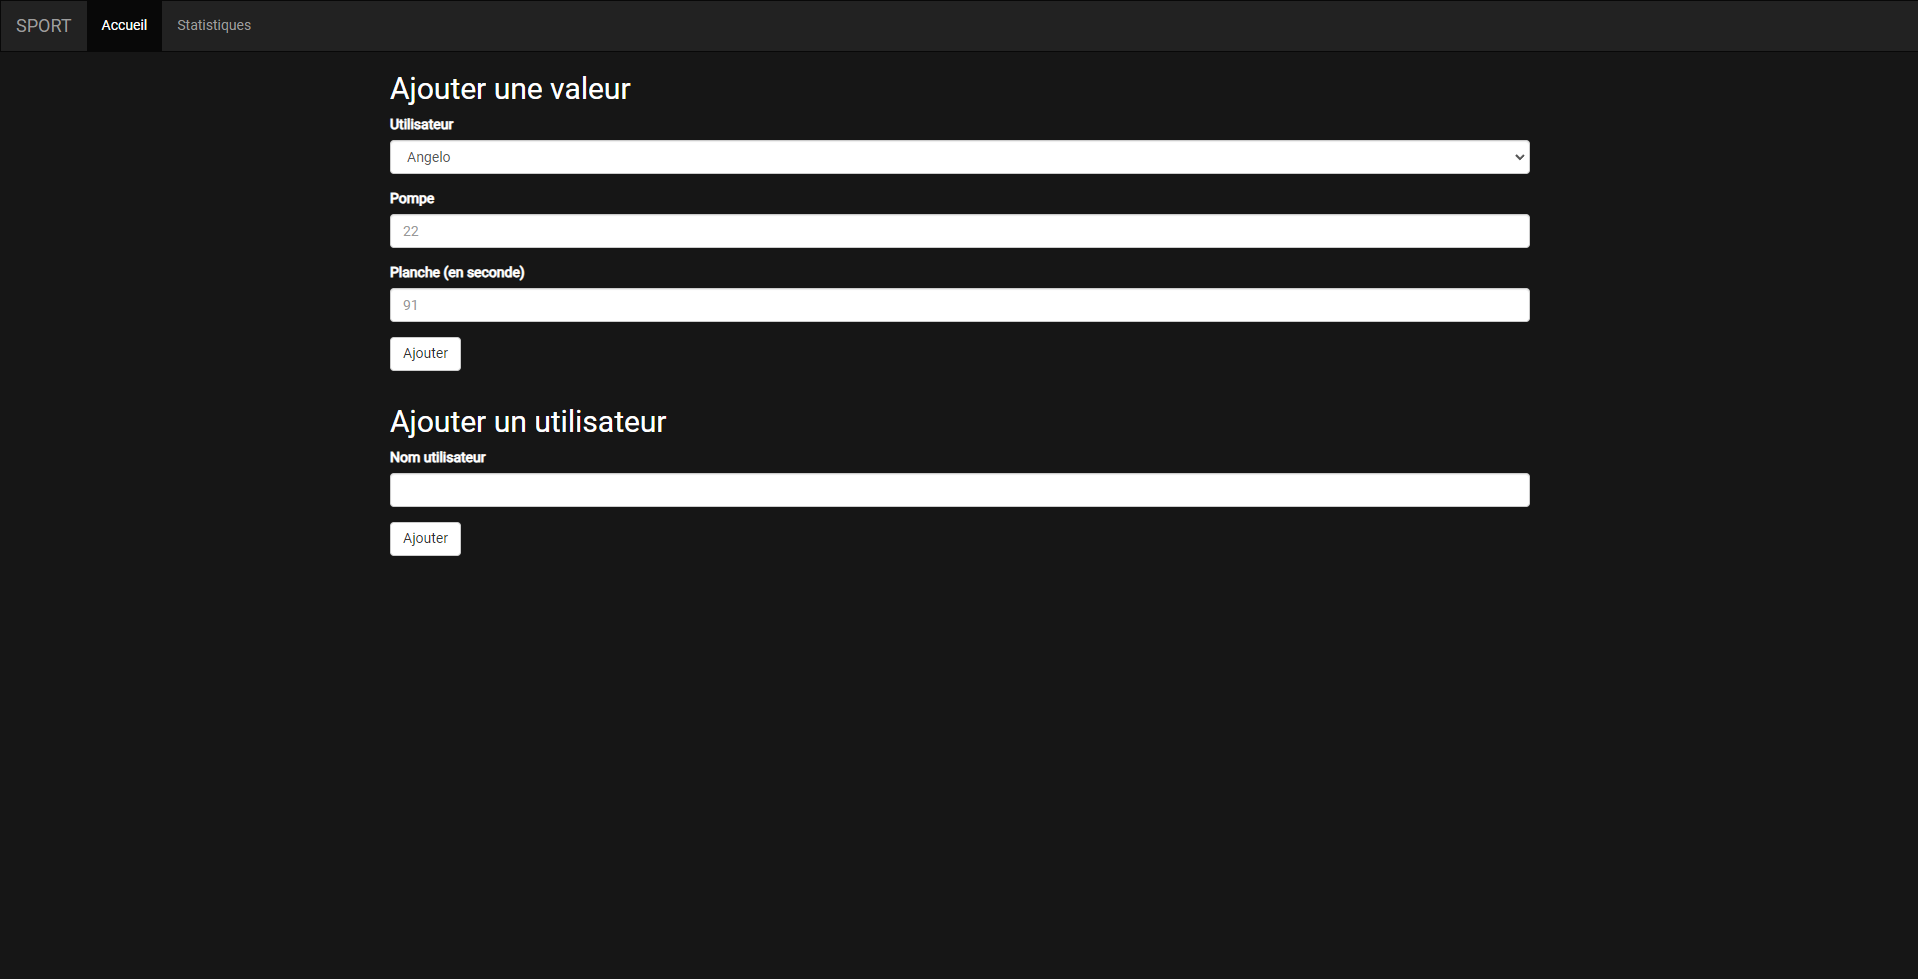 SPORT Accueil Statistiques
Ajouter une valeur
Utilisateur
Angelo
Pompe
22
Planche (en seconde)
91
Ajouter
Ajouter un utilisateur
Nom utilisateur
Ajouter